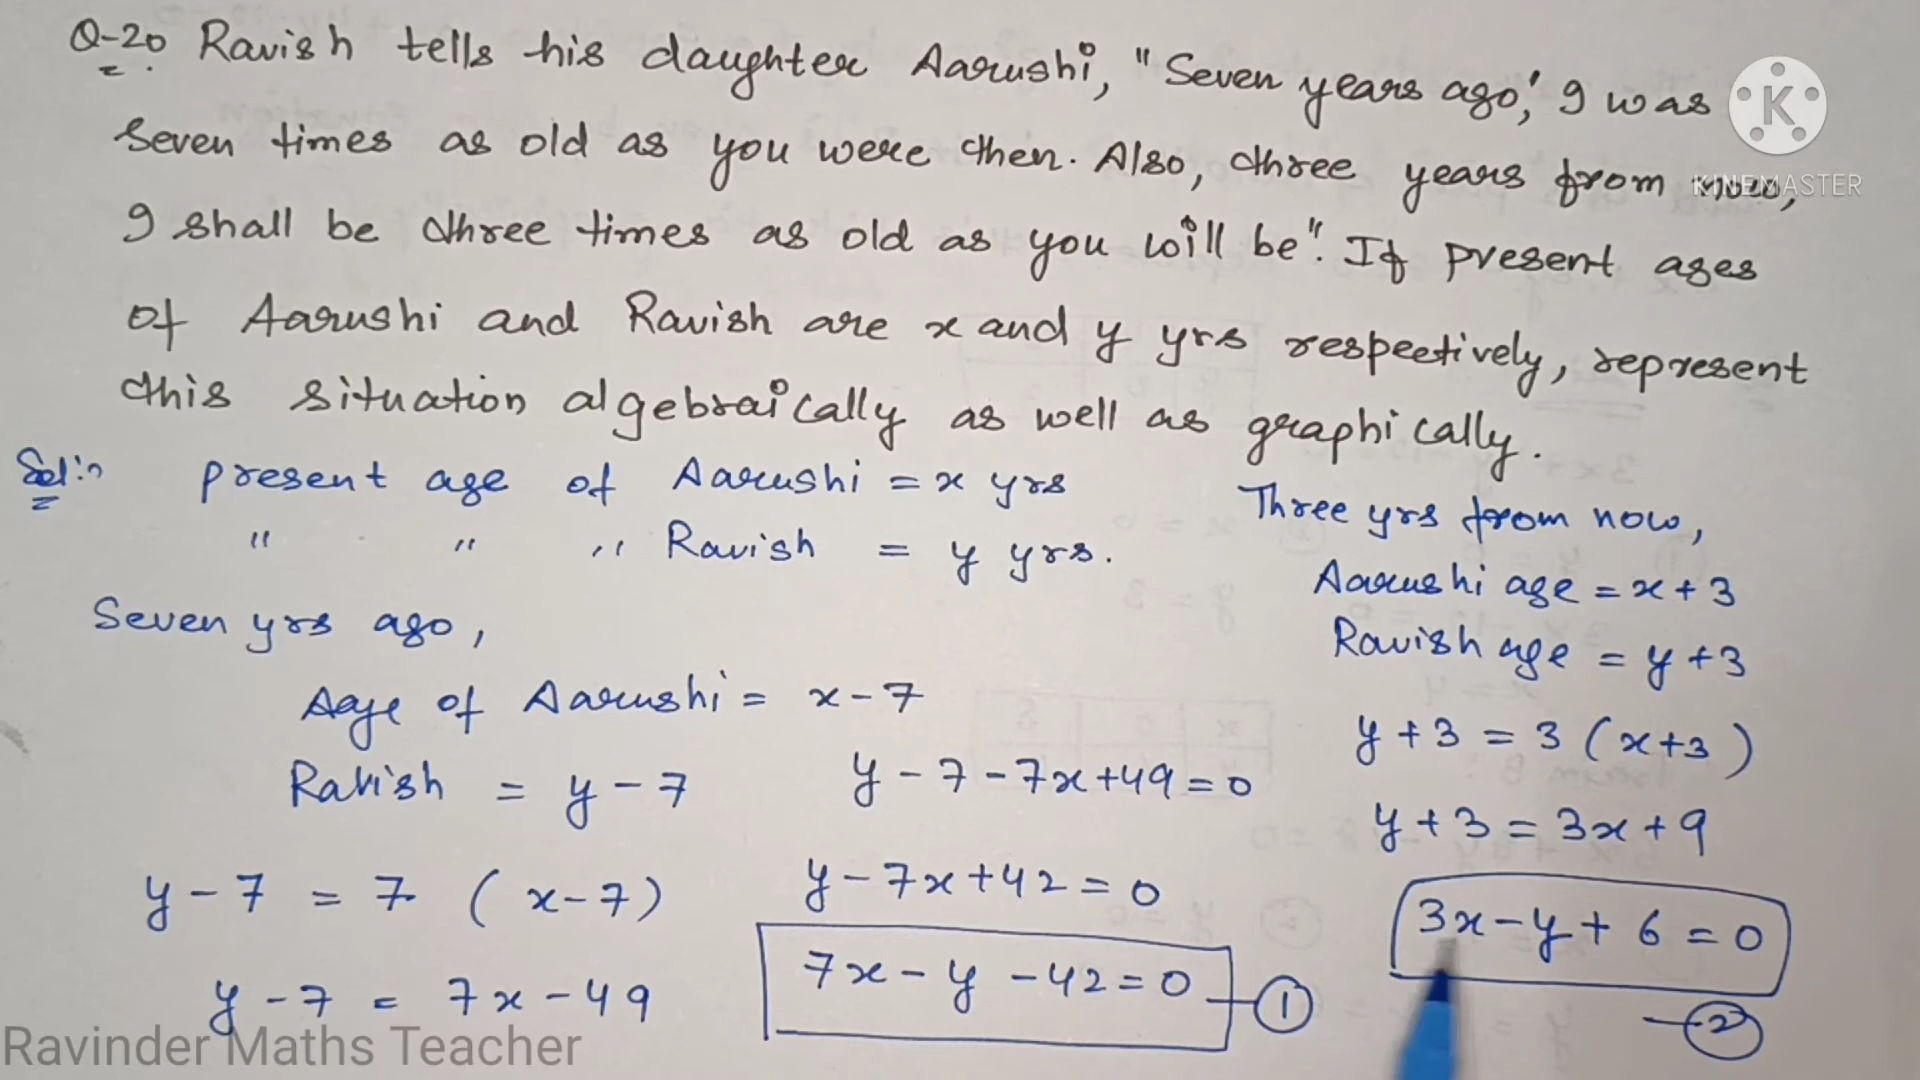 Q-20 Ravish tells his daughter Aarushi, "Seven years ago,' I was
seven times as old as you were then. Also, three years from now,
I shall be three times as old as you will be". If present ages
of Aarushi and Ravish are x and y yrs respectively, represent
this situation algebraically as well as graphically.
Sol:n present age of Aarushi = x yrs
" " " Ravish = y yrs.
Seven yrs ago,
Aage of Aarushi = x-7
Ravish = y-7
y-7 = 7 (x-7)
y-7 = 7x-49
y-7-7x+49=0
y-7x+42=0
7x-y-42=0 ①
Three yrs from now,
Aarushi age = x+3
Ravish age = y+3
y+3 = 3(x+3)
y+3 = 3x+9
3x-y+6=0
②
K
KINEMASTER
Ravinder Maths Teacher